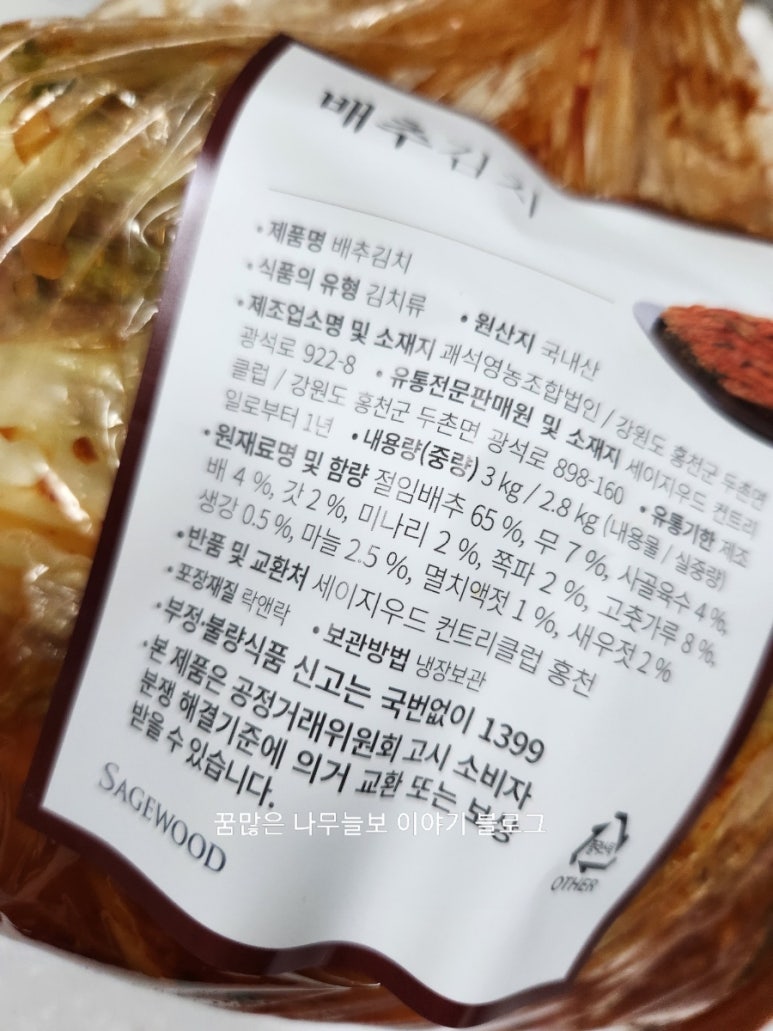 배추김치
• 제품명 배추김치
• 식품의 유형 김치류 • 원산지 국내산
• 제조업소명 및 소재지 괘석영농조합법인 / 강원도 홍천군 두촌면
광석로 922-8 • 유통전문판매원 및 소재지 세이지우드 컨트리
클럽 / 강원도 홍천군 두촌면 광석로 898-160 • 유통기한 제조
일로부터 1년 • 내용량(중량) 3 kg / 2.8 kg (내용물 / 실중량)
• 원재료명 및 함량 절임배추 65 %, 무 7 %, 사골육수 4 %,
배 4 %, 갓 2 %, 미나리 2 %, 쪽파 2 %, 고춧가루 8 %,
생강 0.5 %, 마늘 2.5 %, 멸치액젓 1 %, 새우젓 2 %
• 반품 및 교환처 세이지우드 컨트리클럽 홍천
• 포장재질 락앤락 • 보관방법 냉장보관
• 부정·불량식품 신고는 국번없이 1399
• 본 제품은 공정거래위원회 고시 소비자
분쟁 해결기준에 의거 교환 또는 보상
받을 수 있습니다.
꿈많은 나무늘보 이야기 블로그
SAGEWOOD
플라스틱
OTHER